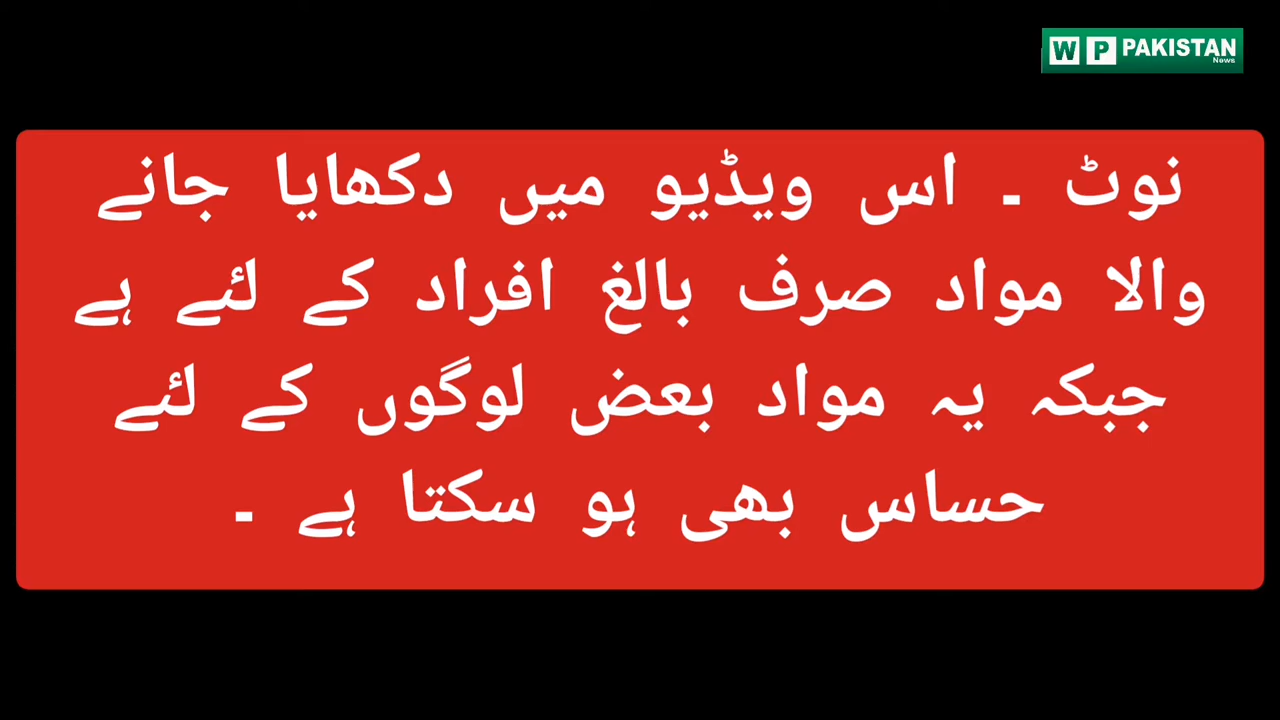 W P PAKISTAN
News
نوٹ ۔ اس ویڈیو میں دکھایا جانے
والا مواد صرف بالغ افراد کے لئے ہے
جبکہ یہ مواد بعض لوگوں کے لئے
حساس بھی ہو سکتا ہے ۔